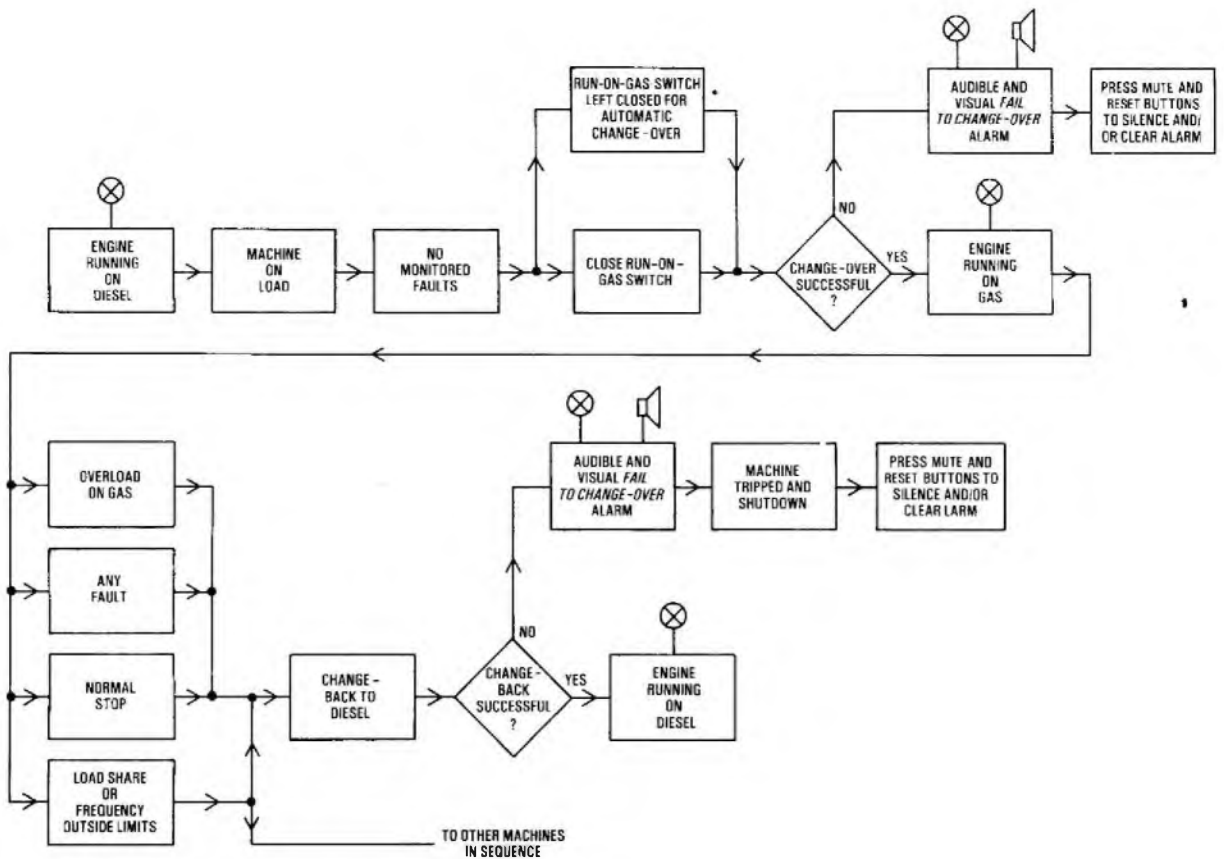 RUN-ON-GAS SWITCH
LEFT CLOSED FOR
AUTOMATIC
CHANGE-OVER
AUDIBLE AND
VISUAL FAIL
TO CHANGE-OVER
ALARM
PRESS MUTE AND
RESET BUTTONS
TO SILENCE AND/
OR CLEAR ALARM
ENGINE
RUNNING ON
DIESEL
MACHINE
ON
LOAD
NO
MONITORED
FAULTS
CLOSE RUN-ON-
GAS SWITCH
NO
CHANGE-OVER
SUCCESSFUL
?
YES
ENGINE
RUNNING
ON
GAS
OVERLOAD
ON GAS
ANY
FAULT
NORMAL
STOP
LOAD SHARE
OR
FREQUENCY
OUTSIDE LIMITS
AUDIBLE AND
VISUAL FAIL
TO CHANGE-OVER
ALARM
MACHINE
TRIPPED AND
SHUTDOWN
PRESS MUTE AND
RESET BUTTONS TO
SILENCE AND/OR
CLEAR LARM
CHANGE-
BACK TO
DIESEL
NO
CHANGE-
BACK
SUCCESSFUL
?
YES
ENGINE
RUNNING
ON
DIESEL
TO OTHER MACHINES
IN SEQUENCE